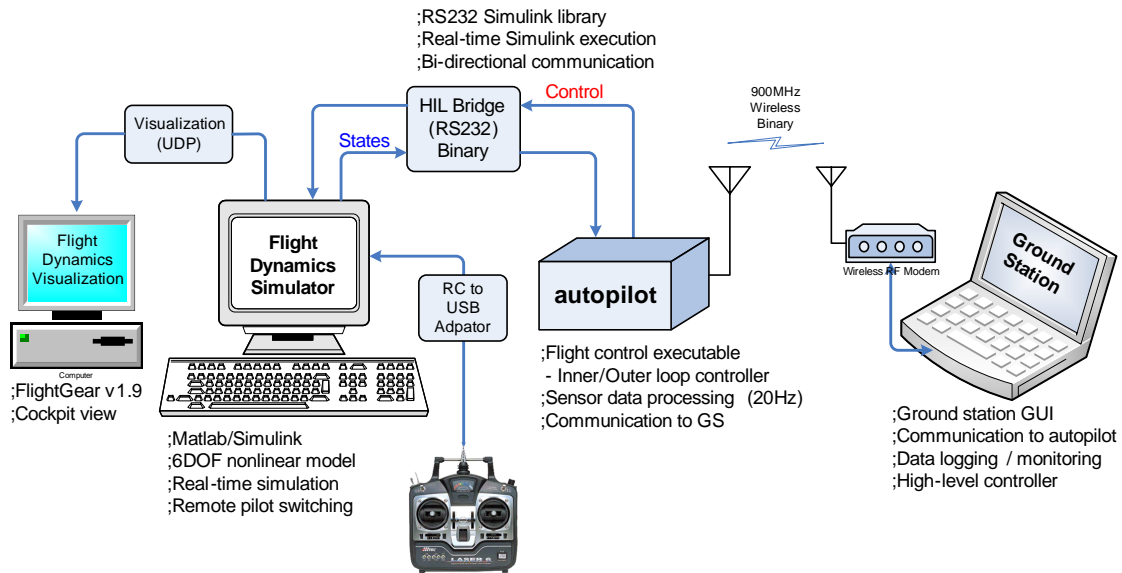 ;RS232 Simulink library
;Real-time Simulink execution
;Bi-directional communication
Control
HIL Bridge
(RS232)
Binary
States
Visualization
(UDP)
900MHz
Wireless
Binary
Flight
Dynamics
Visualization
Computer
;FlightGear v1.9
;Cockpit view
Flight
Dynamics
Simulator
;Matlab/Simulink
;6DOF nonlinear model
;Real-time simulation
;Remote pilot switching
RC to
USB
Adpator
LASER 6
autopilot
;Flight control executable
- Inner/Outer loop controller
;Sensor data processing (20Hz)
;Communication to GS
Wireless RF Modem
Ground
Station
;Ground station GUI
;Communication to autopilot
;Data logging / monitoring
;High-level controller